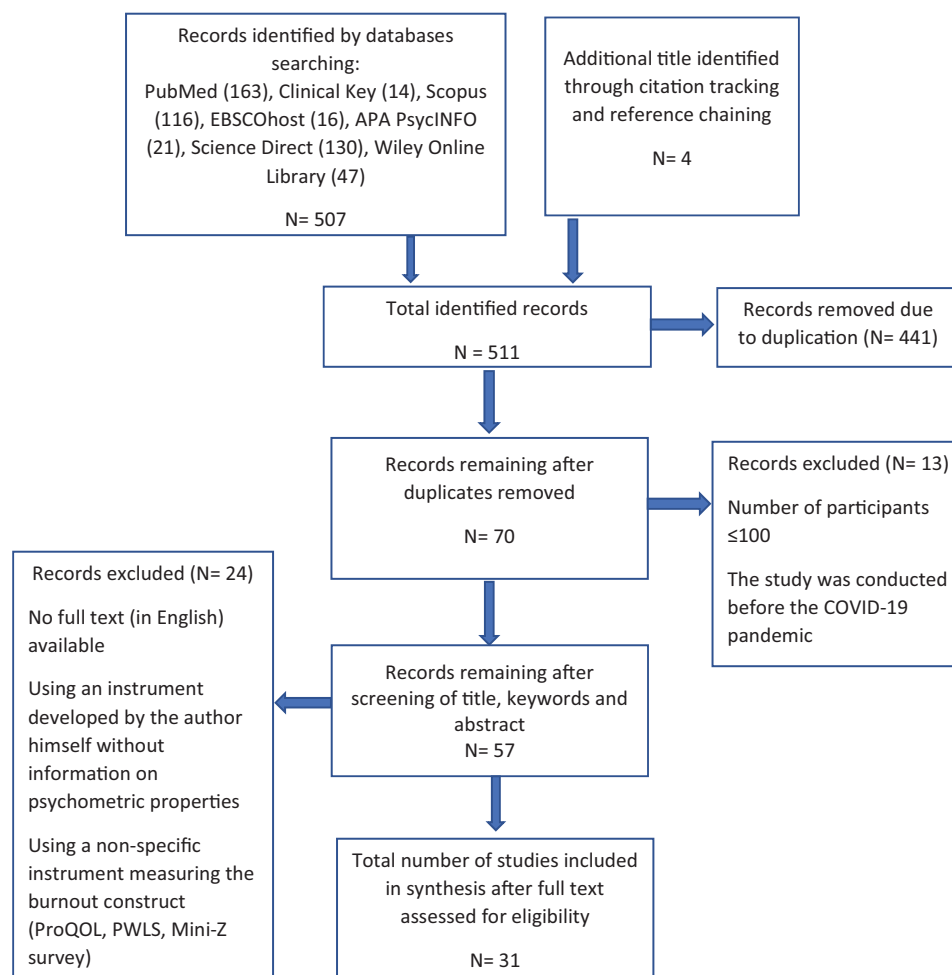 Records identified by databases
searching:
PubMed (163), Clinical Key (14), Scopus
(116), EBSCOhost (16), APA PsycINFO
(21), Science Direct (130), Wiley Online
Library (47)
N= 507
Additional title identified
through citation tracking
and reference chaining
N= 4
Total identified records
N = 511
Records removed due
to duplication (N= 441)
Records remaining after
duplicates removed
N= 70
Records excluded (N= 13)
Number of participants
≤100
The study was conducted
before the COVID-19
pandemic
Records excluded (N= 24)
No full text (in English)
available
Using an instrument
developed by the author
himself without
information on
psychometric properties
Using a non-specific
instrument measuring the
burnout construct
(ProQOL, PWLS, Mini-Z
survey)
Records remaining after
screening of title, keywords and
abstract
N= 57
Total number of studies included
in synthesis after full text
assessed for eligibility
N= 31